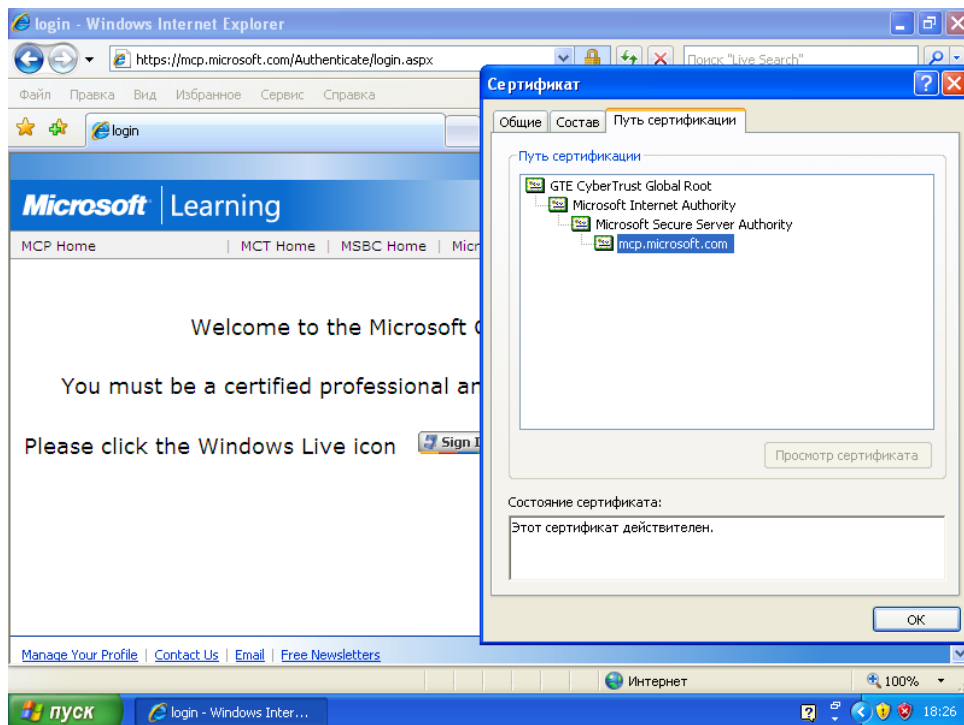 login - Windows Internet Explorer
https://mcp.microsoft.com/Authenticate/login.aspx
Поиск "Live Search"
Файл Правка Вид Избранное Сервис Справка
login
Microsoft Learning
MCP Home | MCT Home | MSBC Home | Micr
Welcome to the Microsoft
You must be a certified professional an
Please click the Windows Live icon Sign I
Manage Your Profile | Contact Us | Email | Free Newsletters
Сертификат
Общие Состав Путь сертификации
Путь сертификации
GTE CyberTrust Global Root
Microsoft Internet Authority
Microsoft Secure Server Authority
mcp.microsoft.com
Просмотр сертификата
Состояние сертификата:
Этот сертификат действителен.
ОК
Интернет 100%
пуск login - Windows Inter... 18:26